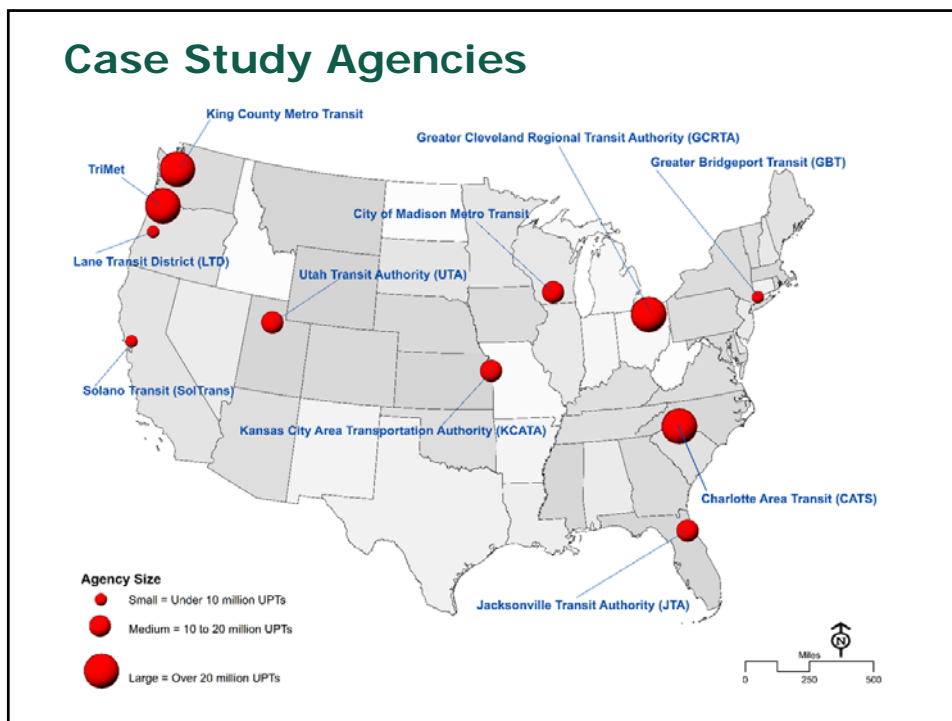 Case Study Agencies
King County Metro Transit
Greater Cleveland Regional Transit Authority (GCRTA)
Greater Bridgeport Transit (GBT)
TriMet
City of Madison Metro Transit
Lane Transit District (LTD)
Utah Transit Authority (UTA)
Solano Transit (SolTrans)
Kansas City Area Transportation Authority (KCATA)
Charlotte Area Transit (CATS)
Jacksonville Transit Authority (JTA)
Agency Size
Small = Under 10 million UPTs
Medium = 10 to 20 million UPTs
Large = Over 20 million UPTs
N
Miles
0 250 500